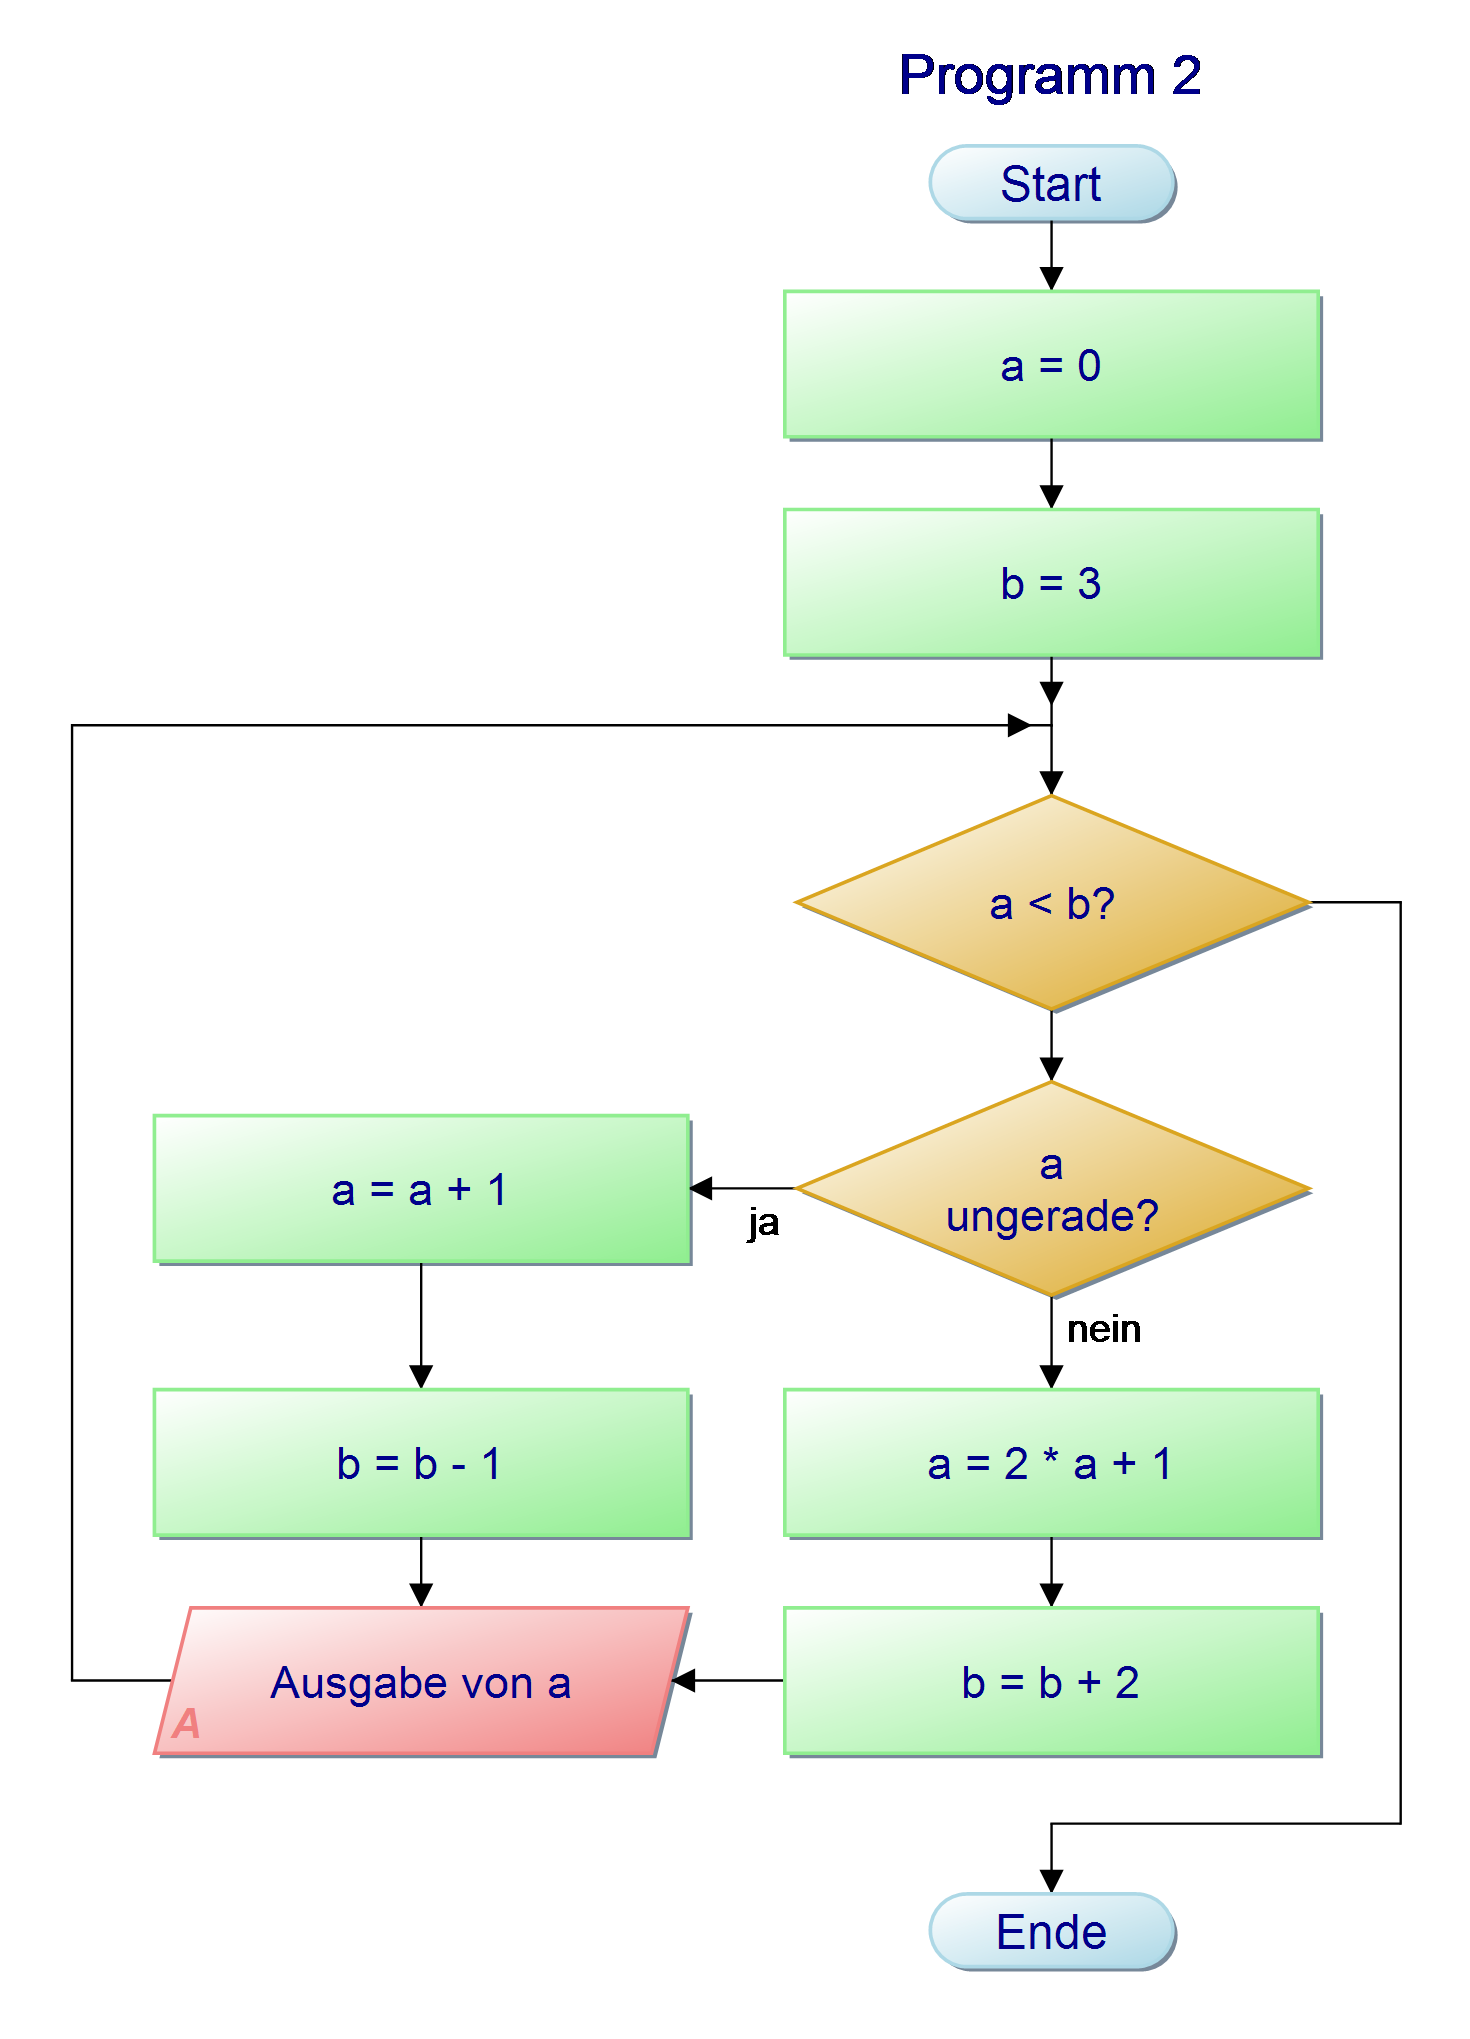 Programm 2
Start
a = 0
b = 3
a < b?
a
ungerade?
ja
nein
a = a + 1
b = b - 1
a = 2 * a + 1
b = b + 2
Ausgabe von a
A
Ende